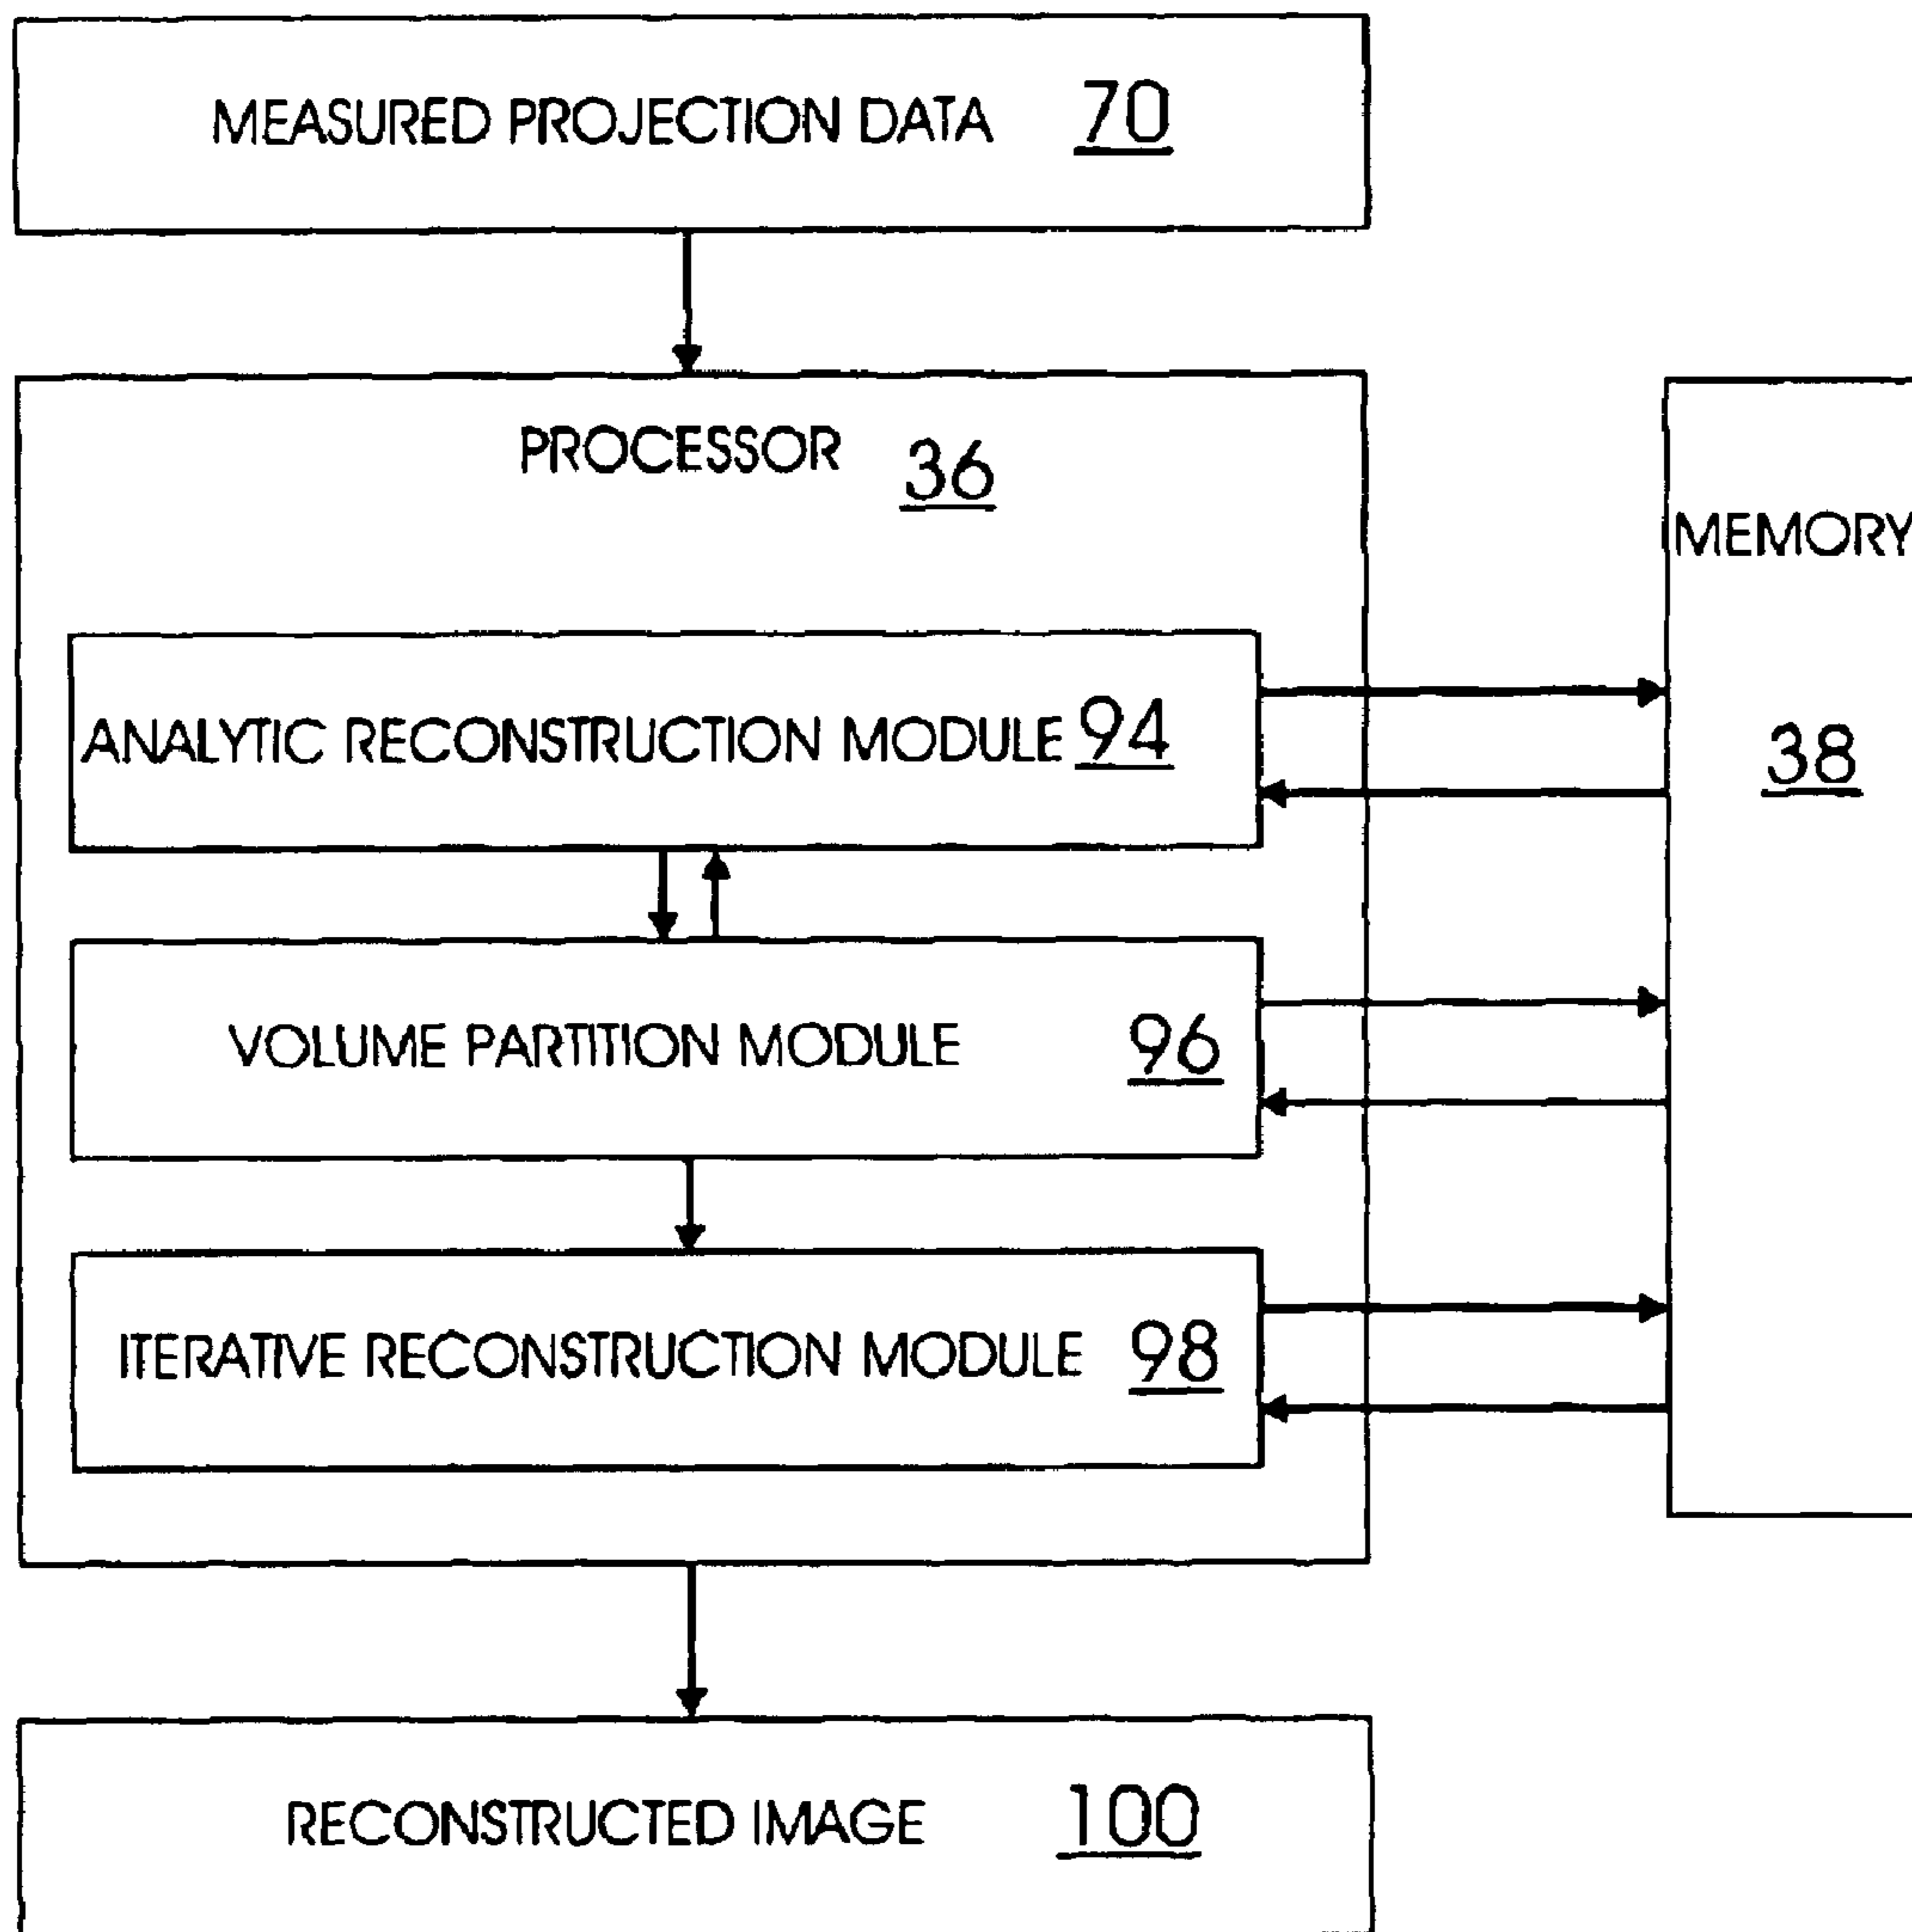 MEASURED PROJECTION DATA 70
PROCESSOR 36
MEMORY
38
ANALYTIC RECONSTRUCTION MODULE 94
VOLUME PARTITION MODULE 96
ITERATIVE RECONSTRUCTION MODULE 98
RECONSTRUCTED IMAGE 100